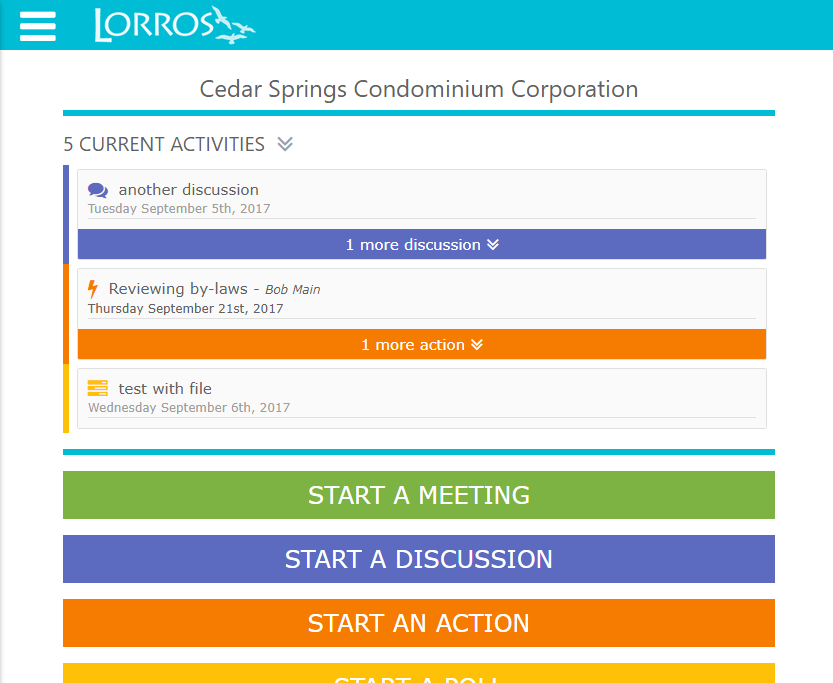 LORROS
Cedar Springs Condominium Corporation
5 CURRENT ACTIVITIES
another discussion
Tuesday September 5th, 2017
1 more discussion
Reviewing by-laws - Bob Main
Thursday September 21st, 2017
1 more action
test with file
Wednesday September 6th, 2017
START A MEETING
START A DISCUSSION
START AN ACTION
START A POLL